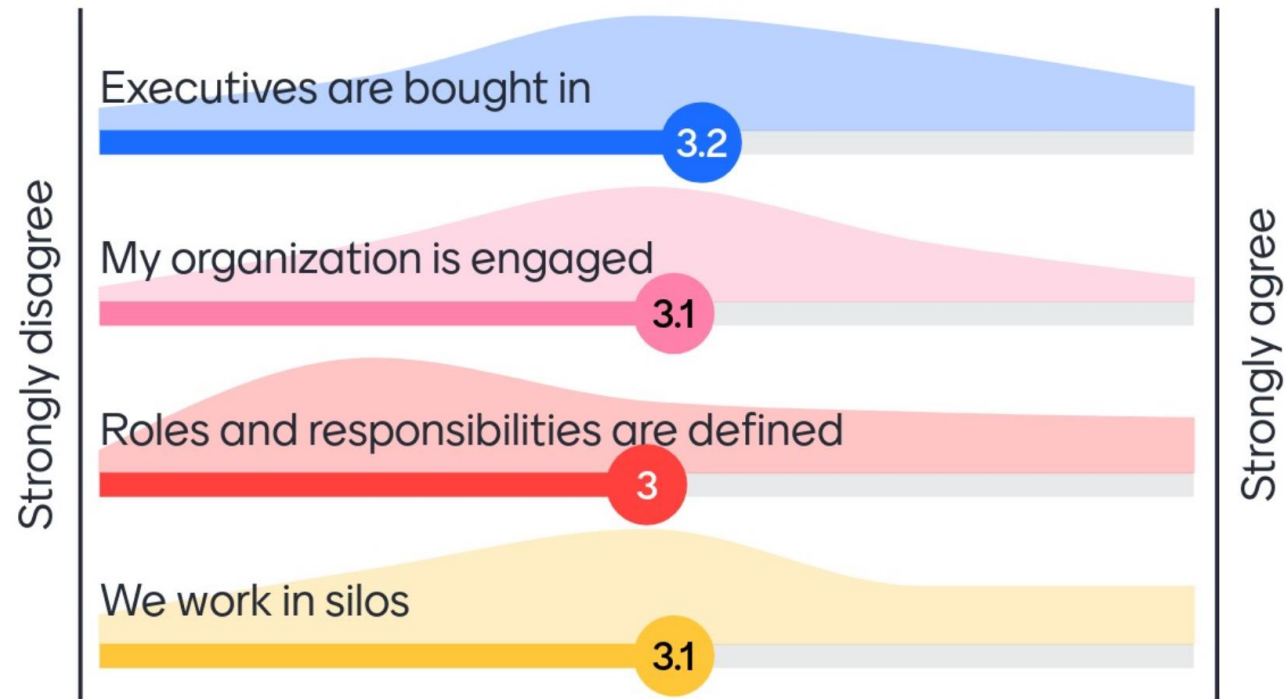 Strongly disagree
Executives are bought in
3.2
My organization is engaged
3.1
Roles and responsibilities are defined
3
We work in silos
3.1
Strongly agree